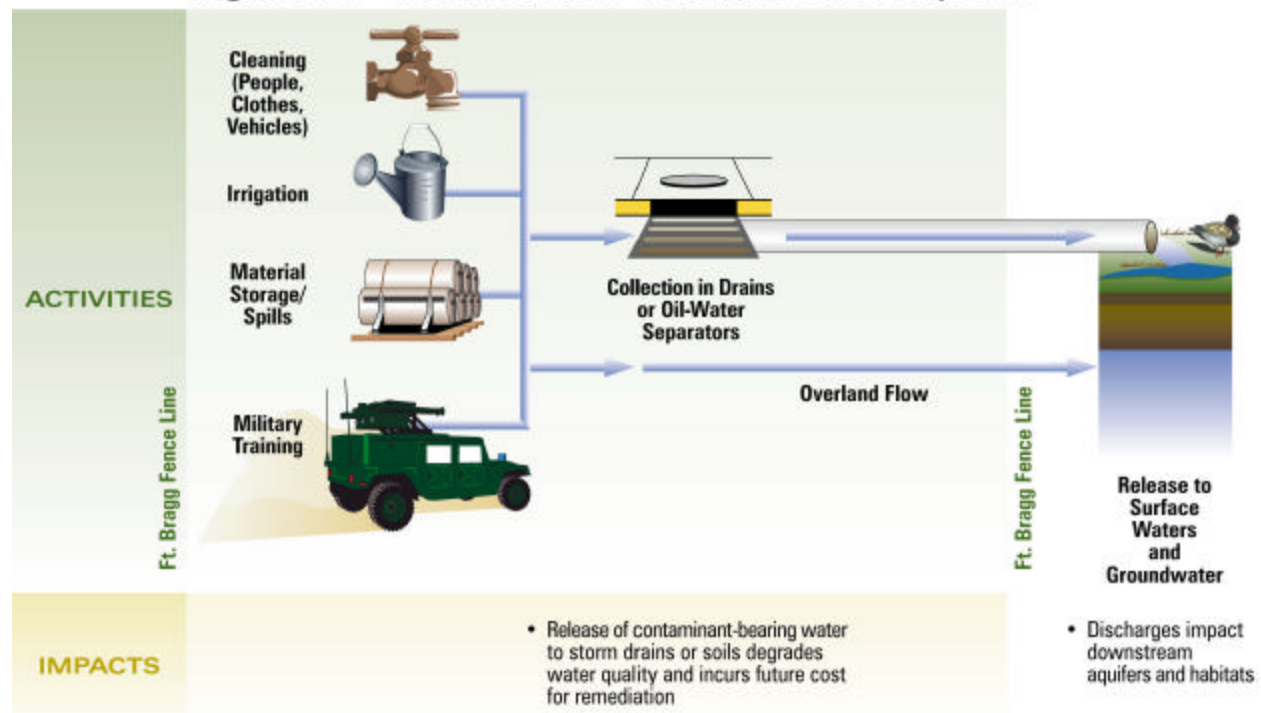 Cleaning
(People,
Clothes,
Vehicles)
Irrigation
Material
Storage/
Spills
Military
Training
ACTIVITIES
Ft. Bragg Fence Line
Collection in Drains
or Oil-Water
Separators
Overland Flow
Ft. Bragg Fence Line
Release to
Surface
Waters
and
Groundwater
IMPACTS
• Release of contaminant-bearing water
to storm drains or soils degrades
water quality and incurs future cost
for remediation
• Discharges impact
downstream
aquifers and habitats